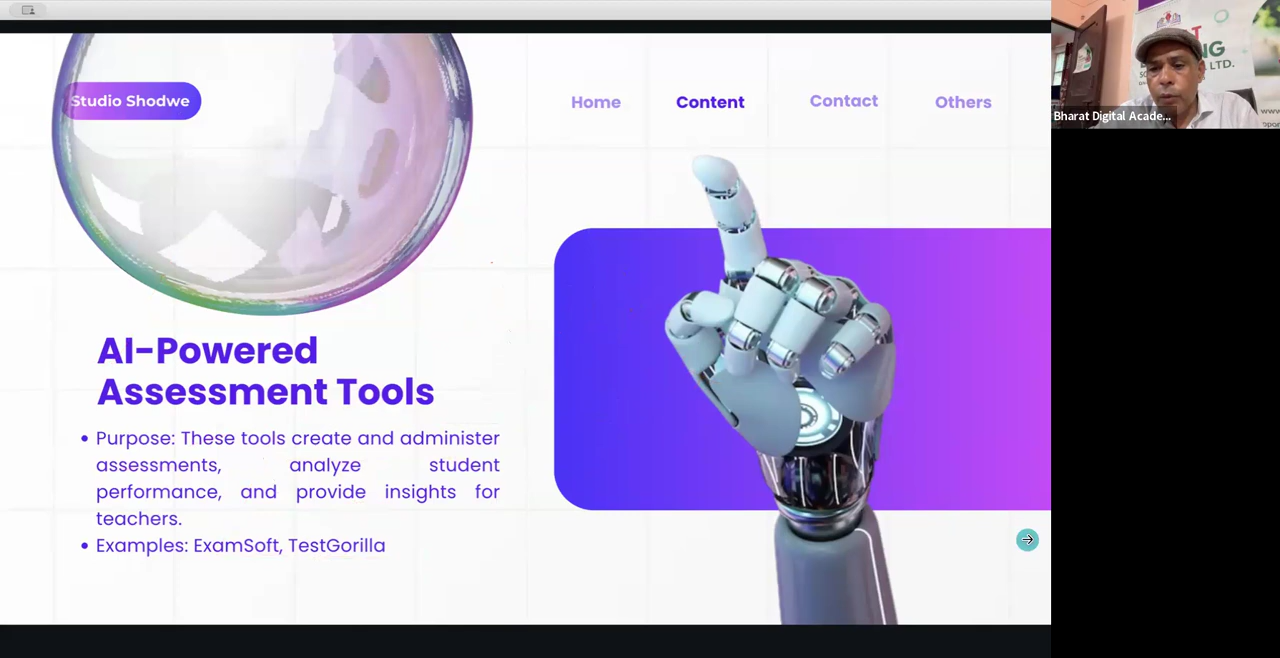 Studio Shodwe
Home
Content
Contact
Others
AI-Powered
Assessment Tools
• Purpose: These tools create and administer
assessments, analyze student
performance, and provide insights for
teachers.
• Examples: ExamSoft, TestGorilla
LTD.
Bharat Digital Acade...